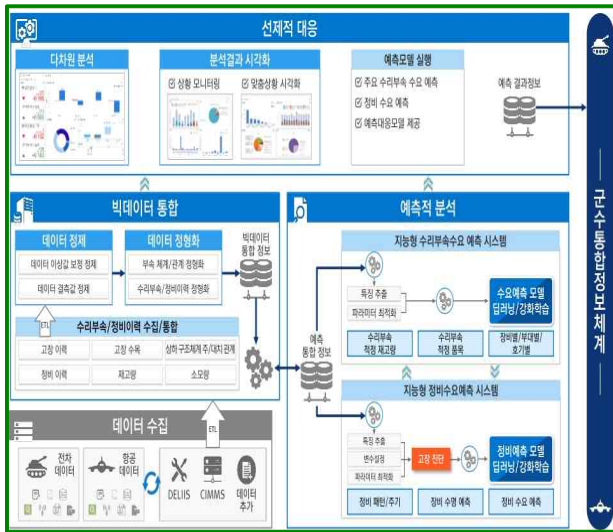 선제적 대응
다차원 분석
분석결과 시각화
상황 모니터링
맞춤상황 시각화
예측모델 실행
주요 수리부속 수요 예측
정비 수요 예측
예측대응모델 제공
예측 결과정보
군수통합정보체계
빅데이터 통합
데이터 정제
데이터 이상값 보정 정제
데이터 결측값 정제
데이터 정형화
부속 체계/관계 정형화
수리부속/정비이력 정형화
빅데이터
통합 정보
ETL
수리부속/정비이력 수집/통합
고장 이력
고장 수목
상하 구조체계 주/대치 관계
정비 이력
재고량
소모량
예측적 분석
예측
통합 정보
지능형 수리부속수요 예측 시스템
특징 추출
파라미터 최적화
수요예측 모델
딥러닝/강화학습
수리부속
적정 재고량
수리부속
적정 품목
장비별/부대별/
호기별
지능형 정비수요예측 시스템
특징 추출
변수설정
파라미터 최적화
고장 진단
정비예측 모델
딥러닝/강화학습
정비 패턴/주기
장비 수명 예측
정비 수요 예측
데이터 수집
ETL
전차
데이터
항공
데이터
DELIIS
CIMMS
데이터
추가